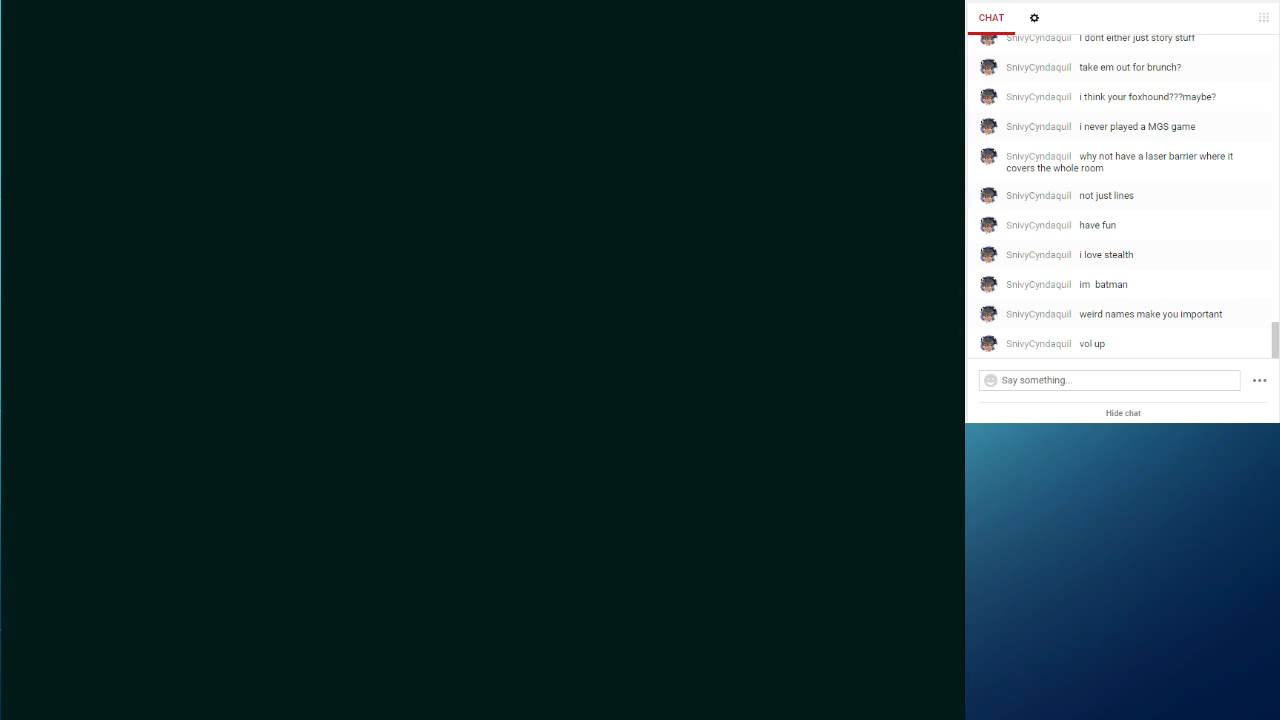 CHAT
SnivyCyndaquil I dont either just story stuff
SnivyCyndaquil take em out for brunch?
SnivyCyndaquil i think your foxhound???maybe?
SnivyCyndaquil i never played a MGS game
SnivyCyndaquil why not have a laser barrier where it
covers the whole room
SnivyCyndaquil not just lines
SnivyCyndaquil have fun
SnivyCyndaquil i love stealth
SnivyCyndaquil im batman
SnivyCyndaquil weird names make you important
SnivyCyndaquil vol up
Say something...
Hide chat